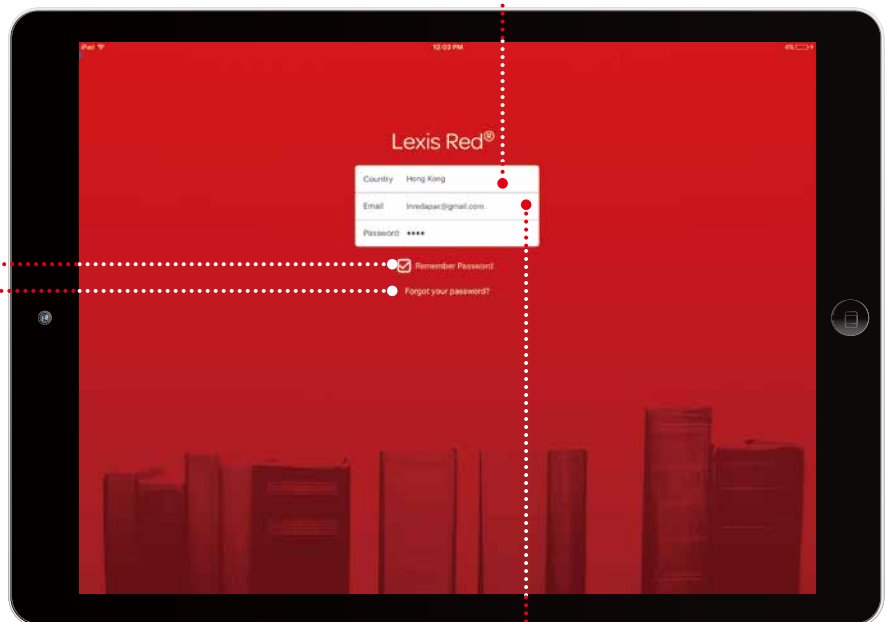 iPad 12:03 PM 4%
Lexis Red®
Country Hong Kong
Email lnredapac@gmail.com
Password ••••
Remember Password
Forgot your password?